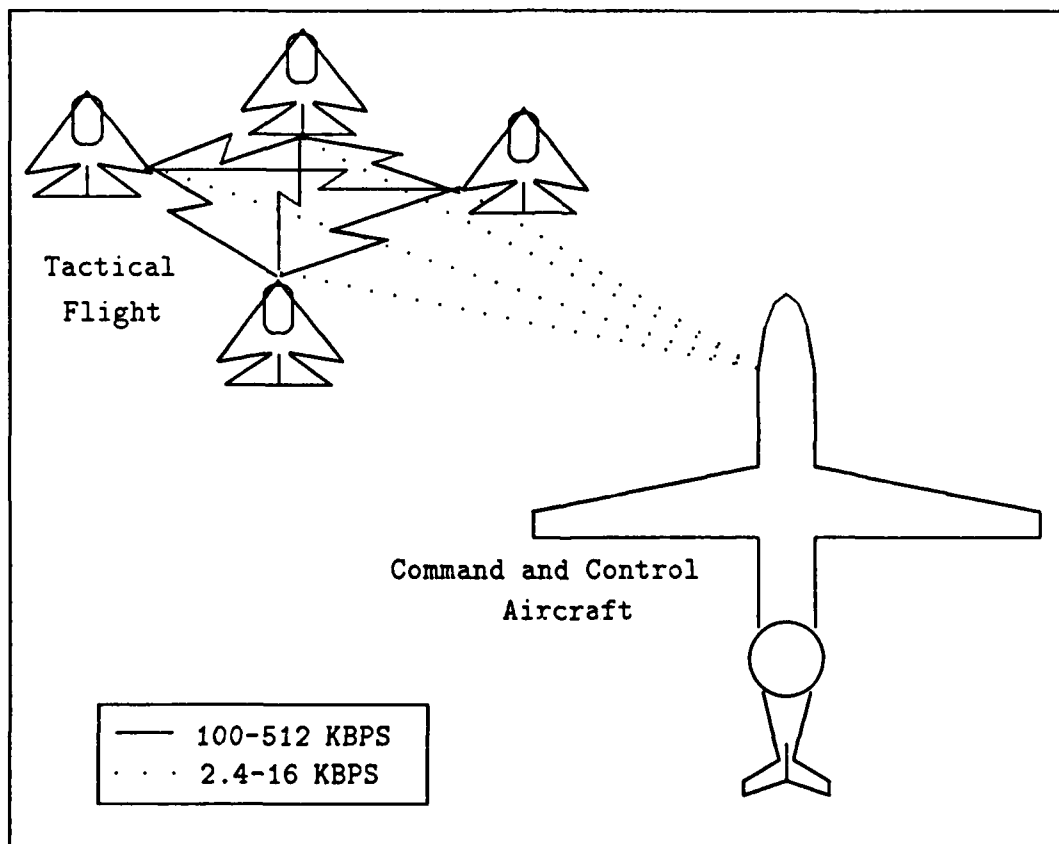 Tactical
Flight
Command and Control
Aircraft
100-512 KBPS
2.4-16 KBPS